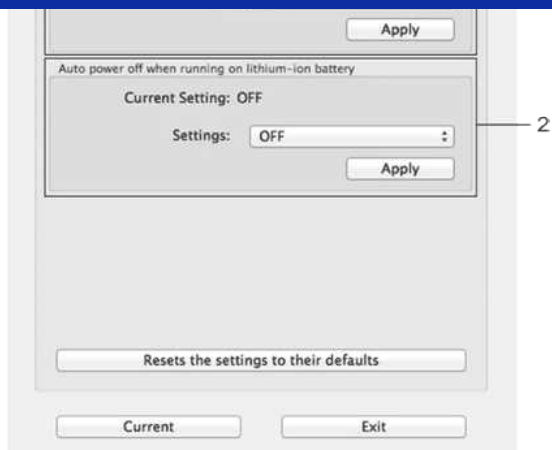 Apply
Auto power off when running on lithium-ion battery
Current Setting: OFF
Settings: OFF
2
Apply
Resets the settings to their defaults
Current Exit